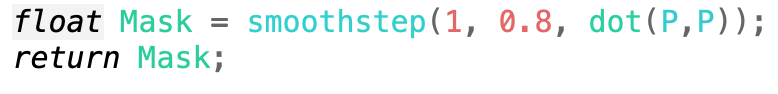 float Mask = smoothstep(1, 0.8, dot(P,P));
return Mask;